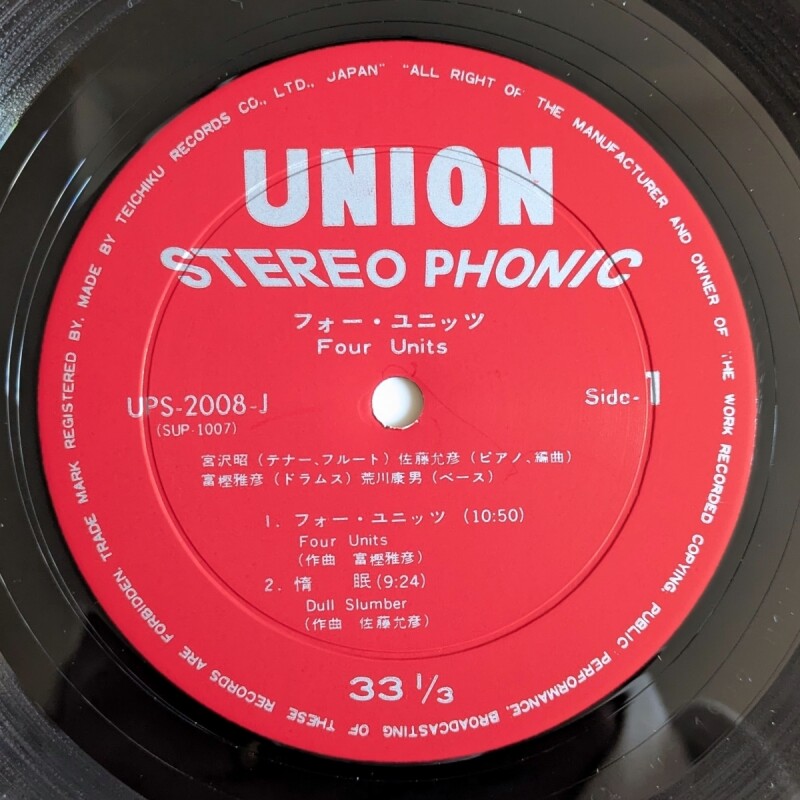 TRADE MARK REGISTERED BY, MADE BY TEICHIKU RECORDS CO., LTD., JAPAN" "ALL RIGHT OF THE MANUFACTURER AND OWNER OF THE WORK RECORDED COPYING, PUBLIC PERFORMANCE, BROADCASTING OF THESE RECORDS ARE FORBIDDEN,
UNION
STEREO PHONIC
フォー・ユニッツ
Four Units
UPS-2008-J
(SUP-1007)
Side-1
宮沢昭(テナー、フルート)佐藤允彦(ピアノ、編曲)
富樫雅彦(ドラムス)荒川康男(ベース)
1. フォー・ユニッツ (10:50)
Four Units
(作曲 富樫雅彦)
2. 惰 眠(9:24)
Dull Slumber
(作曲 佐藤允彦)
33 1/3